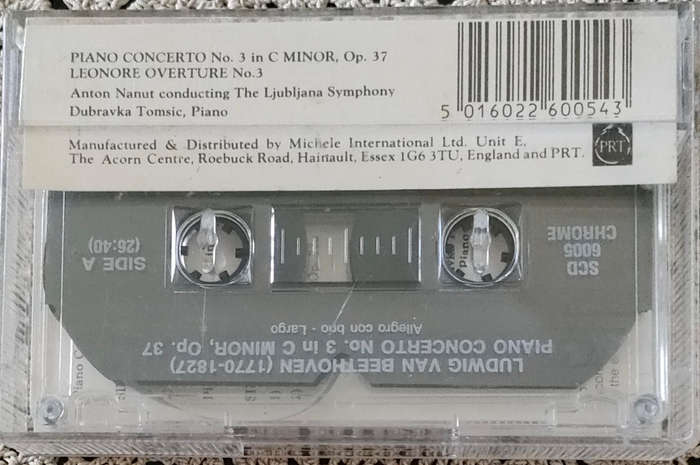 PIANO CONCERTO No. 3 in C MINOR, Op. 37
LEONORE OVERTURE No.3
Anton Nanut conducting The Ljubljana Symphony
Dubravka Tomsic, Piano
5 016022 600543
Manufactured & Distributed by Michele International Ltd. Unit E,
The Acorn Centre, Roebuck Road, Hainault, Essex 1G6 3TU, England and PRT.
PRT
SIDE A
(26:40)
SCD
6005
CHROME
LUDWIG VAN BEETHOVEN (1770-1827)
PIANO CONCERTO No. 3 in C MINOR, Op. 37
Allegro con brio - Largo
Piano